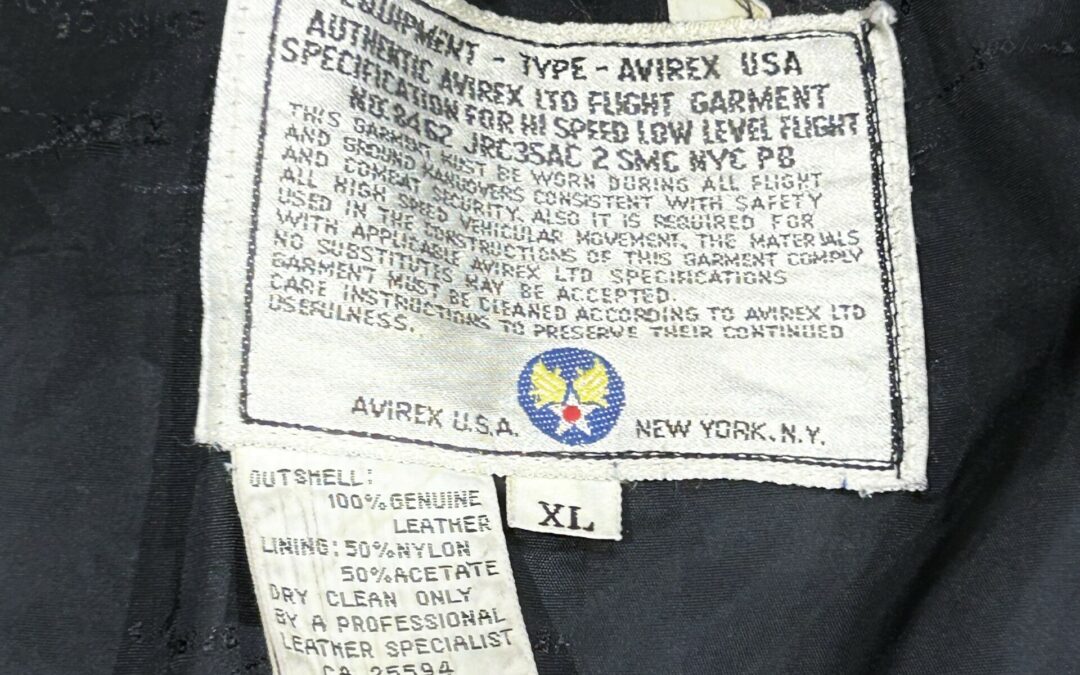 EQUIPMENT - TYPE - AVIREX USA
AUTHENTIC AVIREX LTD FLIGHT GARMENT
SPECIFICATION FOR HI SPEED LOW LEVEL FLIGHT
NO. 8462 JRC35AC 2 SMC NYC PB
THIS GARMENT MUST BE WORN DURING ALL FLIGHT
AND GROUND MANUOVERS CONSISTENT WITH SAFETY
AND COMBAT SECURITY. ALSO IT IS REQUIRED FOR
ALL HIGH SPEED VEHICULAR MOVEMENT. THE MATERIALS
USED IN THE CONSTRUCTIONS OF THIS GARMENT COMPLY
WITH APPLICABLE AVIREX LTD SPECIFICATIONS
NO SUBSTITUTES MAY BE ACCEPTED.
GARMENT MUST BE CLEANED ACCORDING TO AVIREX LTD
CARE INSTRUCTIONS TO PRESERVE THEIR CONTINUED
USEFULNESS.
AVIREX U.S.A. NEW YORK, N.Y.
XL
OUTSHELL:
100% GENUINE
LEATHER
LINING: 50% NYLON
50% ACETATE
DRY CLEAN ONLY
BY A PROFESSIONAL
LEATHER SPECIALIST
CA 25594